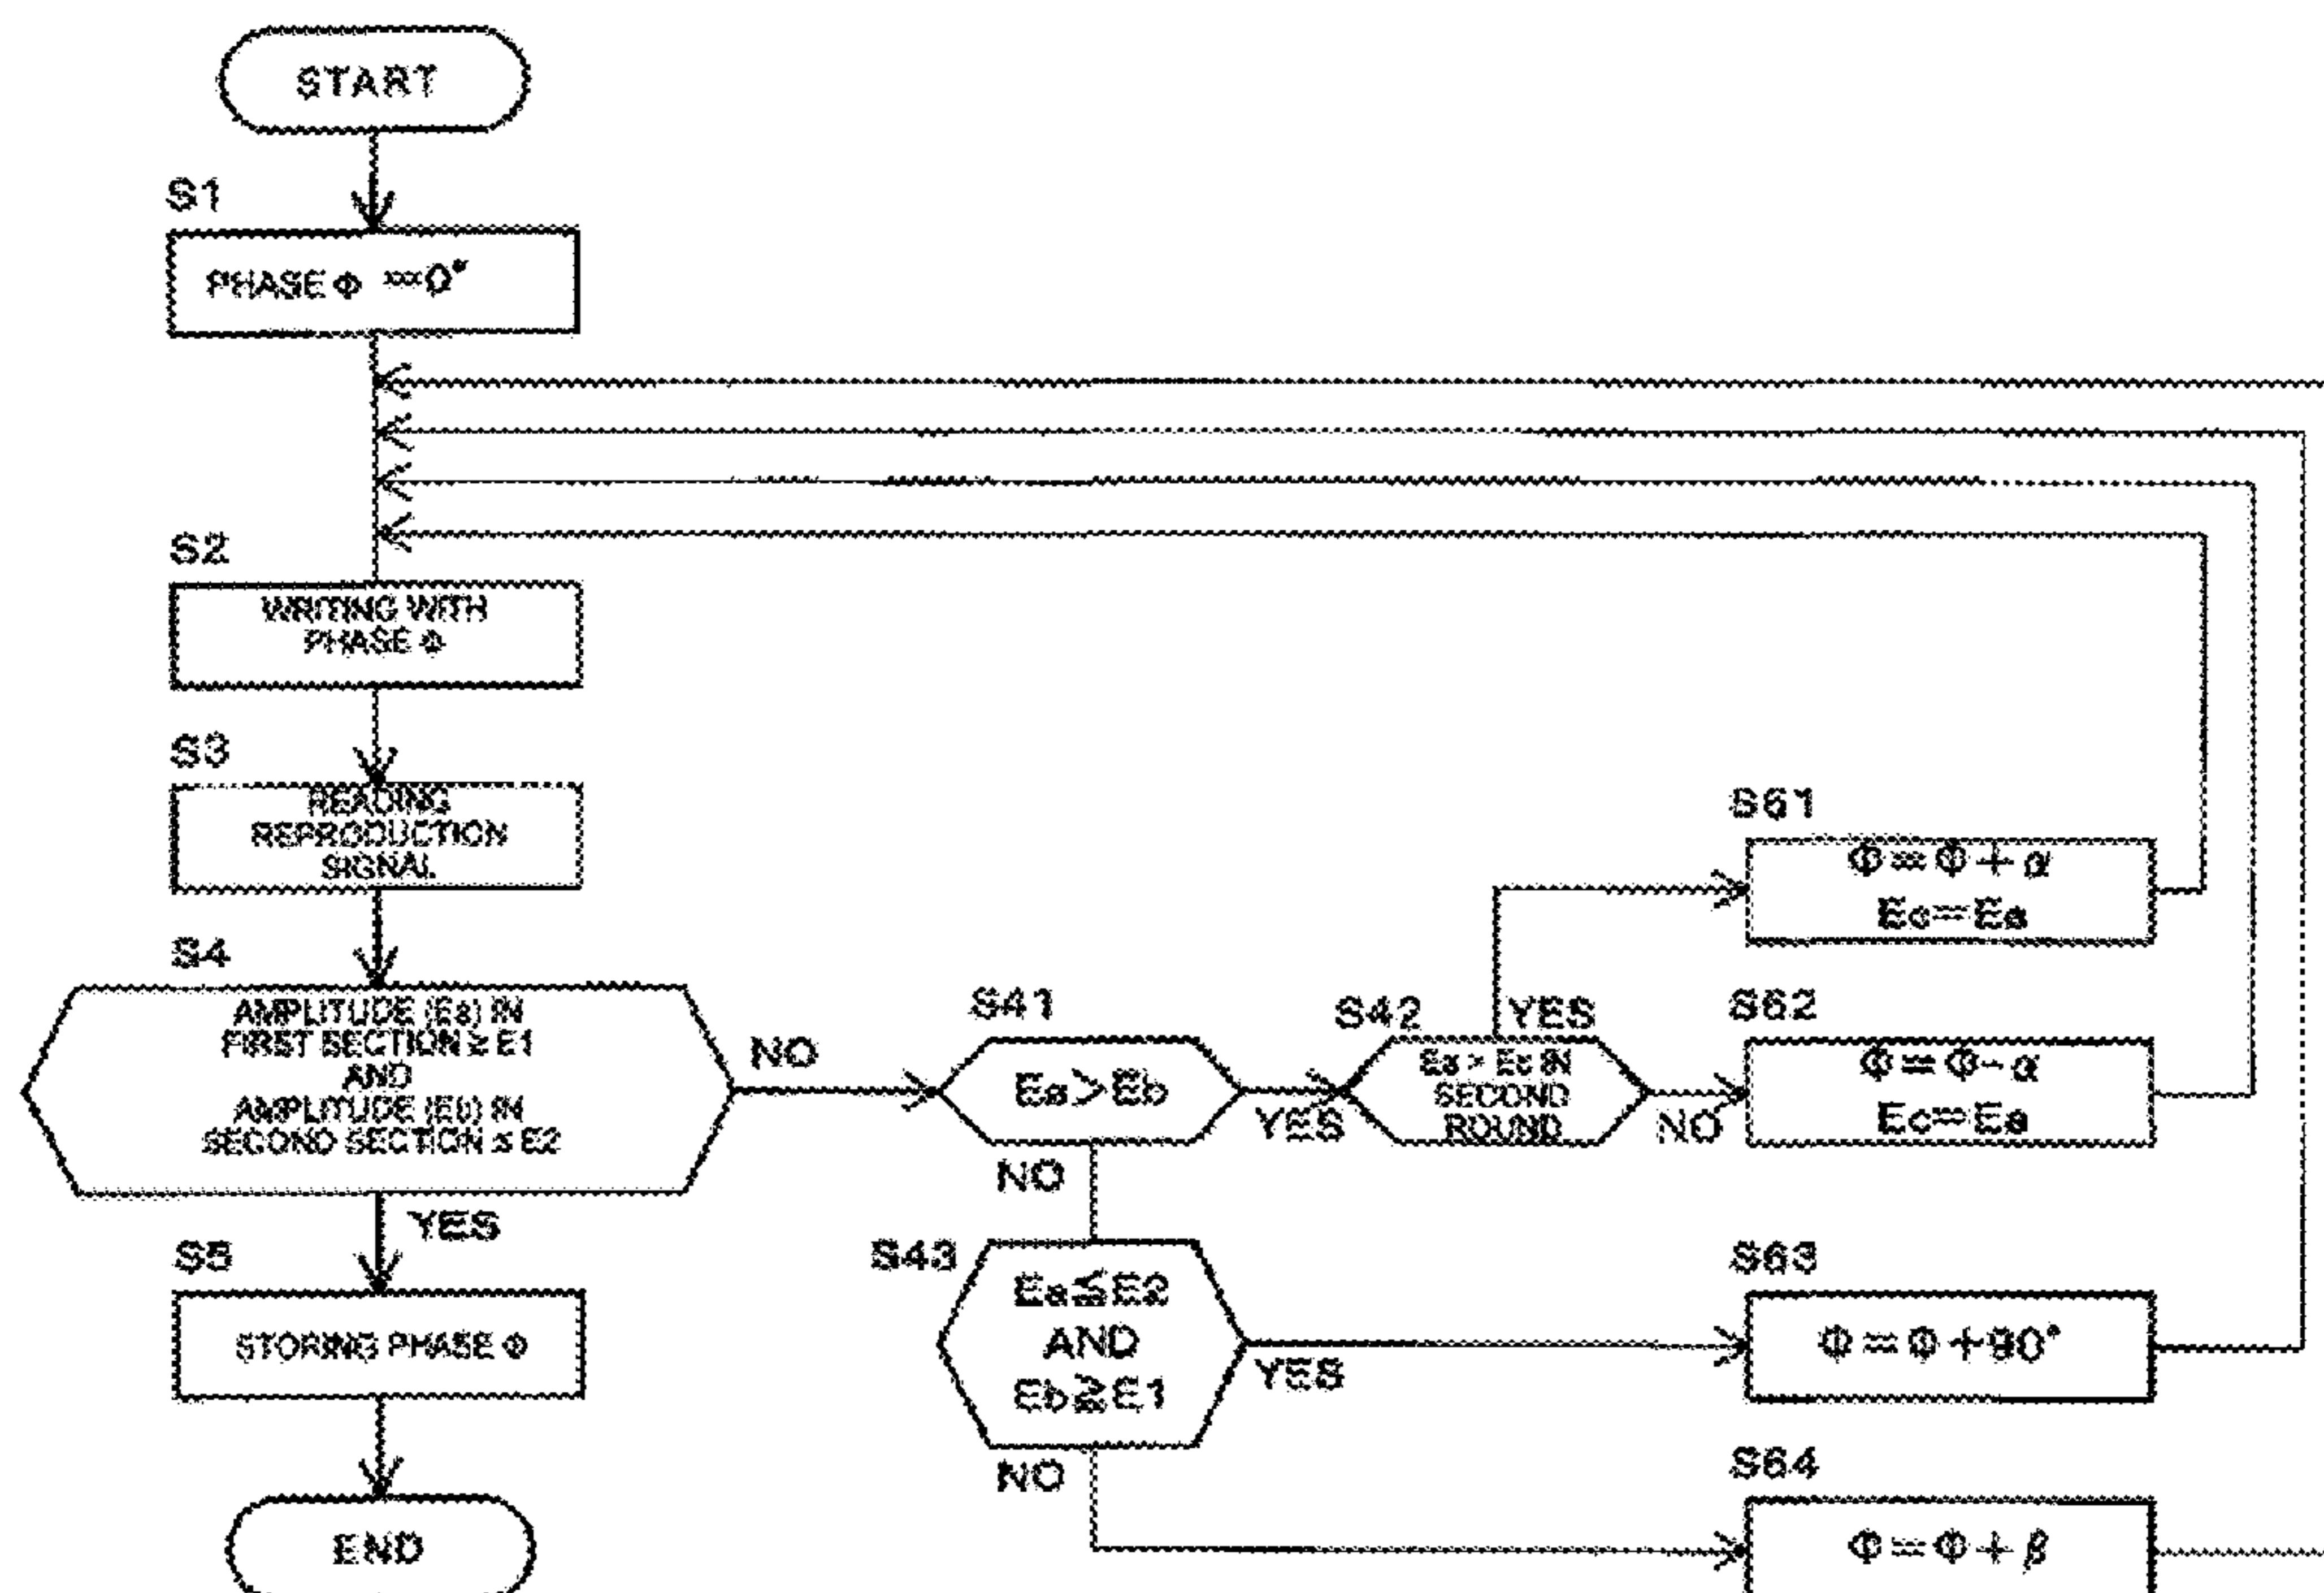 START
S1
PHASE Φ =0°
S2
WRITING WITH
PHASE Φ
S3
READING
REPRODUCTION
SIGNAL
S4
AMPLITUDE (Ea) IN
FIRST SECTION ≥ E1
AND
AMPLITUDE (Eb) IN
SECOND SECTION ≤ E2
NO
YES
S5
STORING PHASE Φ
END
S41
Ea>Eb
YES
NO
S42
Ea > Ec IN
SECOND
ROUND
YES
NO
S43
Ea≦E2
AND
Eb≧E1
YES
NO
S61
Φ=Φ+α
Ec=Ea
S62
Φ=Φ-α
Ec=Ea
S63
Φ=Φ+90°
S64
Φ=Φ+β